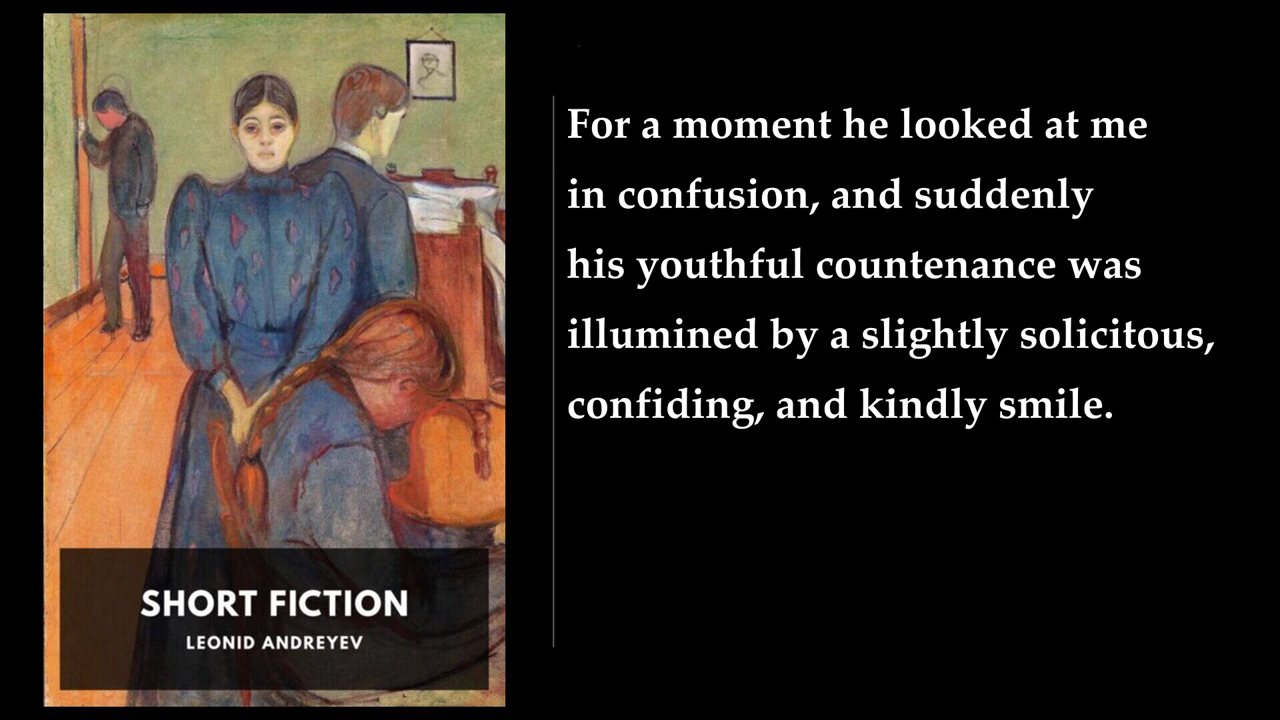 SHORT FICTION
LEONID ANDREYEV
For a moment he looked at me
in confusion, and suddenly
his youthful countenance was
illumined by a slightly solicitous,
confiding, and kindly smile.